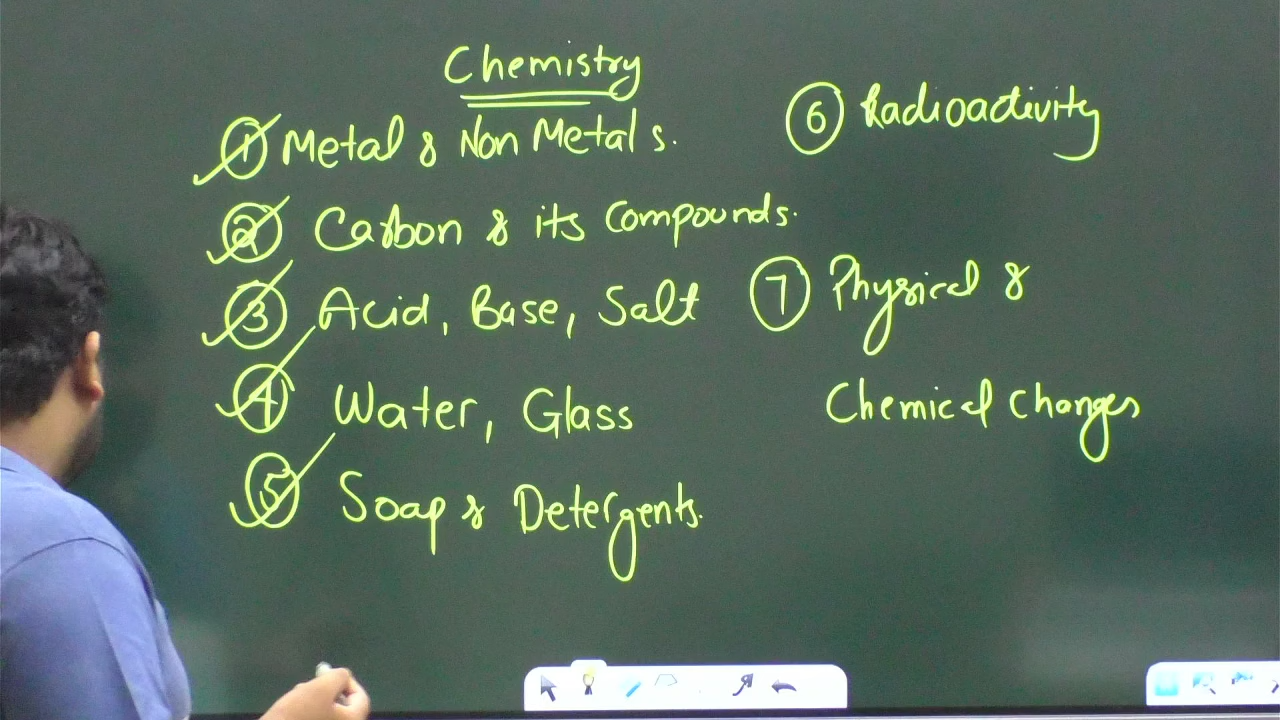 Chemistry
① Metal & Non Metals.
② Carbon & its Compounds.
③ Acid, Base, Salt
④ Water, Glass
⑤ Soap & Detergents.
⑥ Radioactivity
⑦ Physical &
Chemical changes